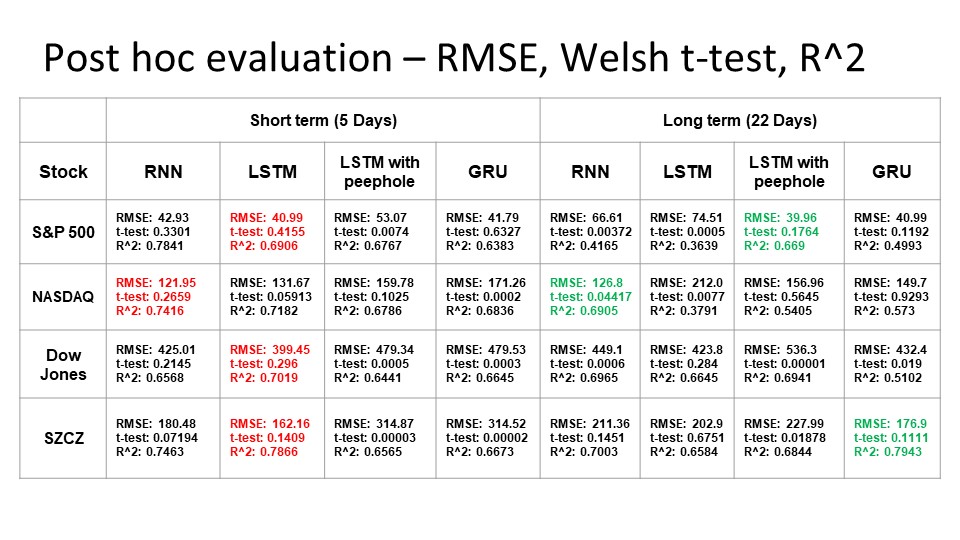 Post hoc evaluation – RMSE, Welsh t-test, R^2
Short term (5 Days)
Long term (22 Days)
Stock
RNN
LSTM
LSTM with
peephole
GRU
RNN
LSTM
LSTM with
peephole
GRU
S&P 500
RMSE: 42.93
t-test: 0.3301
R^2: 0.7841
RMSE: 40.99
t-test: 0.4155
R^2: 0.6906
RMSE: 53.07
t-test: 0.0074
R^2: 0.6767
RMSE: 41.79
t-test: 0.6327
R^2: 0.6383
RMSE: 66.61
t-test: 0.00372
R^2: 0.4165
RMSE: 74.51
t-test: 0.0005
R^2: 0.3639
RMSE: 39.96
t-test: 0.1764
R^2: 0.669
RMSE: 40.99
t-test: 0.1192
R^2: 0.4993
NASDAQ
RMSE: 121.95
t-test: 0.2659
R^2: 0.7416
RMSE: 131.67
t-test: 0.05913
R^2: 0.7182
RMSE: 159.78
t-test: 0.1025
R^2: 0.6786
RMSE: 171.26
t-test: 0.0002
R^2: 0.6836
RMSE: 126.8
t-test: 0.04417
R^2: 0.6905
RMSE: 212.0
t-test: 0.0077
R^2: 0.3791
RMSE: 156.96
t-test: 0.5645
R^2: 0.5405
RMSE: 149.7
t-test: 0.9293
R^2: 0.573
Dow
Jones
RMSE: 425.01
t-test: 0.2145
R^2: 0.6568
RMSE: 399.45
t-test: 0.296
R^2: 0.7019
RMSE: 479.34
t-test: 0.0005
R^2: 0.6441
RMSE: 479.53
t-test: 0.0003
R^2: 0.6645
RMSE: 449.1
t-test: 0.0006
R^2: 0.6965
RMSE: 423.8
t-test: 0.284
R^2: 0.6645
RMSE: 536.3
t-test: 0.00001
R^2: 0.6941
RMSE: 432.4
t-test: 0.019
R^2: 0.5102
SZCZ
RMSE: 180.48
t-test: 0.07194
R^2: 0.7463
RMSE: 162.16
t-test: 0.1409
R^2: 0.7866
RMSE: 314.87
t-test: 0.00003
R^2: 0.6565
RMSE: 314.52
t-test: 0.00002
R^2: 0.6673
RMSE: 211.36
t-test: 0.1451
R^2: 0.7003
RMSE: 202.9
t-test: 0.6751
R^2: 0.6584
RMSE: 227.99
t-test: 0.01878
R^2: 0.6844
RMSE: 176.9
t-test: 0.1111
R^2: 0.7943